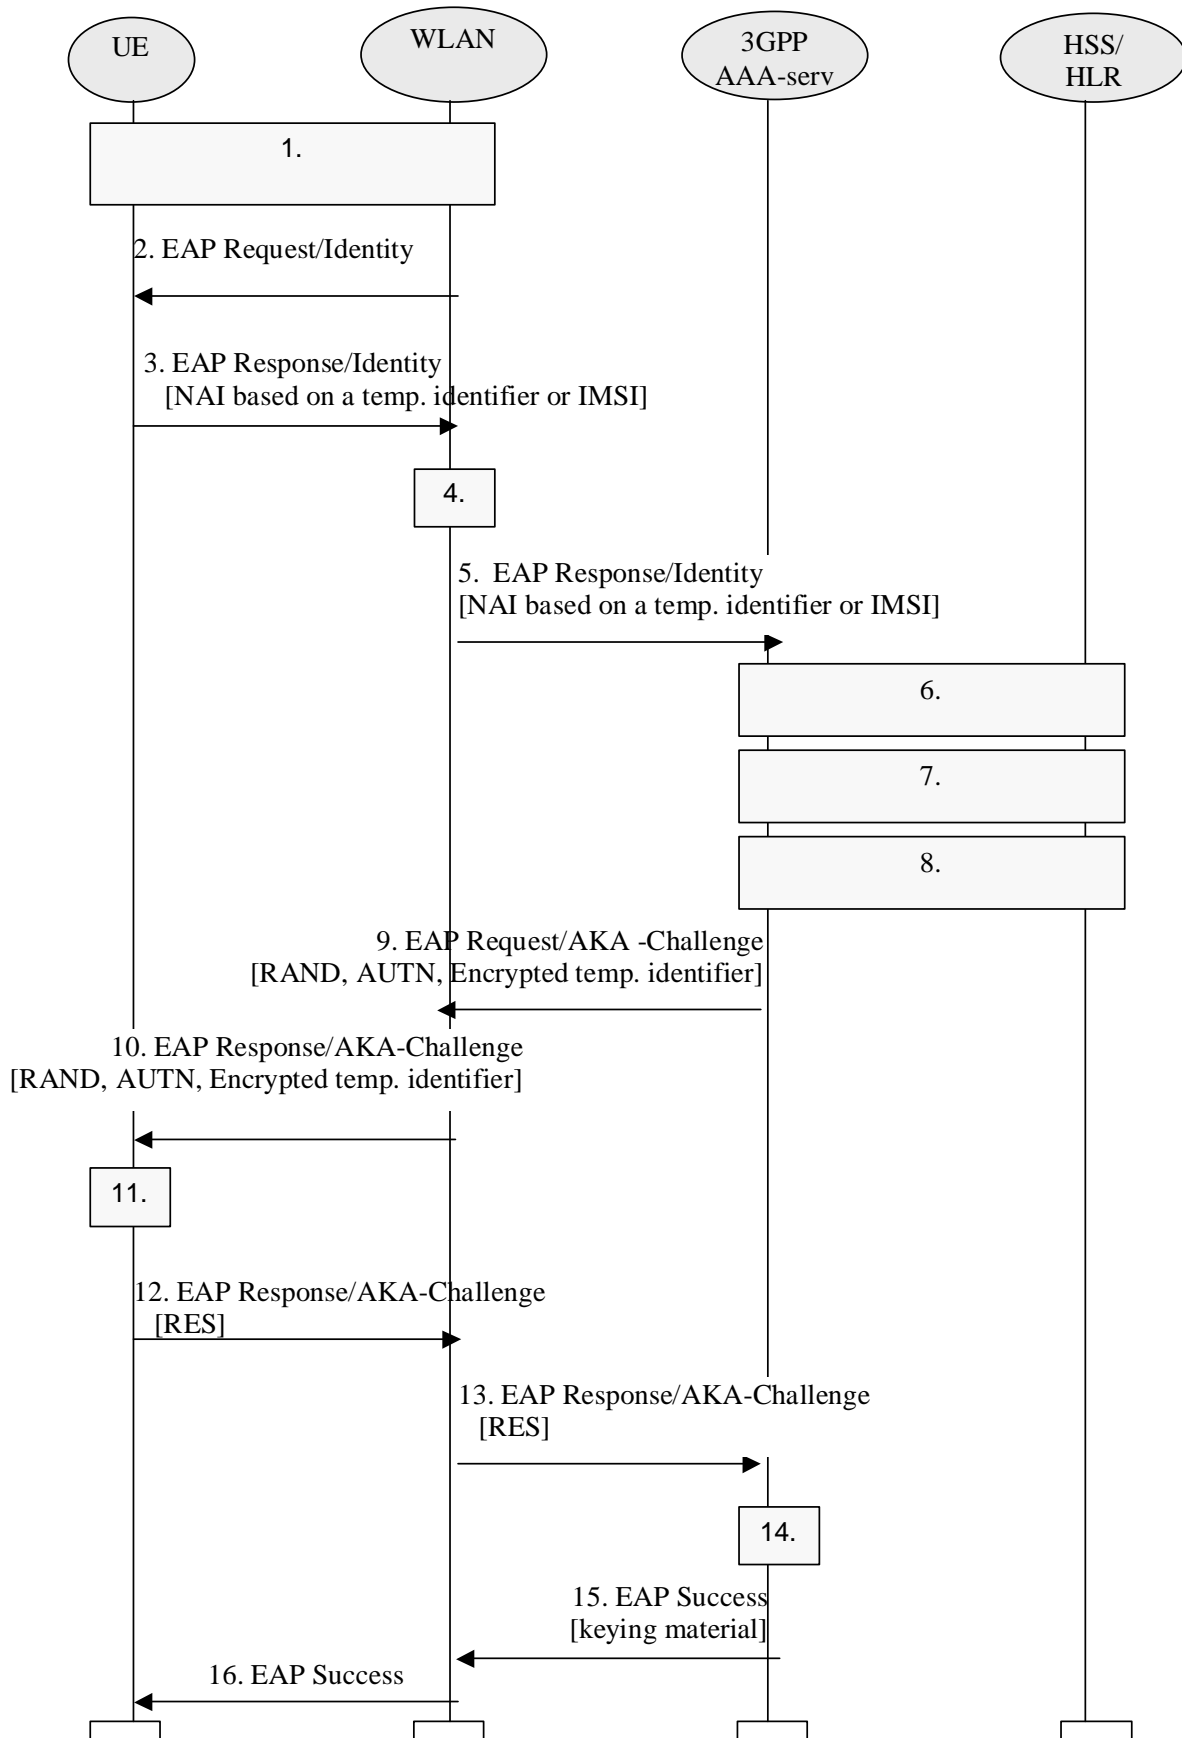 UE
WLAN
3GPP
AAA-serv
HSS/
HLR
1.
2. EAP Request/Identity
3. EAP Response/Identity
[NAI based on a temp. identifier or IMSI]
4.
5. EAP Response/Identity
[NAI based on a temp. identifier or IMSI]
6.
7.
8.
9. EAP Request/AKA -Challenge
[RAND, AUTN, Encrypted temp. identifier]
10. EAP Response/AKA-Challenge
[RAND, AUTN, Encrypted temp. identifier]
11.
12. EAP Response/AKA-Challenge
[RES]
13. EAP Response/AKA-Challenge
[RES]
14.
15. EAP Success
[keying material]
16. EAP Success